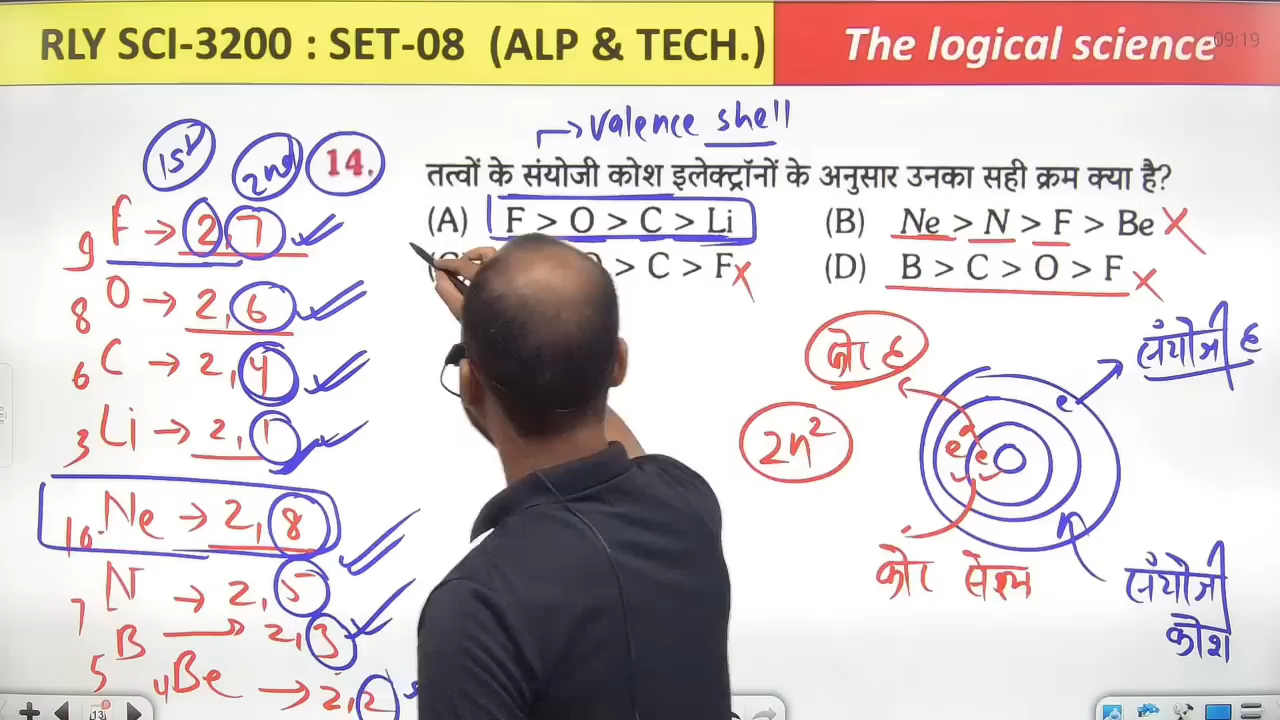 RLY SCI-3200 : SET-08 (ALP & TECH.)
The logical science
09:19
→ valence shell
1st
2nd
14.
तत्वों के संयोजी कोश इलेक्ट्रॉनों के अनुसार उनका सही क्रम क्या है?
(A) F > O > C > Li
(B) Ne > N > F > Be
> C > F
(D) B > C > O > F
9 F → 2,7
8 O → 2,6
6 C → 2,4
3 Li → 2,1
10 Ne → 2,8
7 N → 2,5
5 B → 2,3
4 Be → 2,2
कोर e
संयोजी e
2n²
e
e
e
n
कोर सेल्स
संयोजी
कोश
13